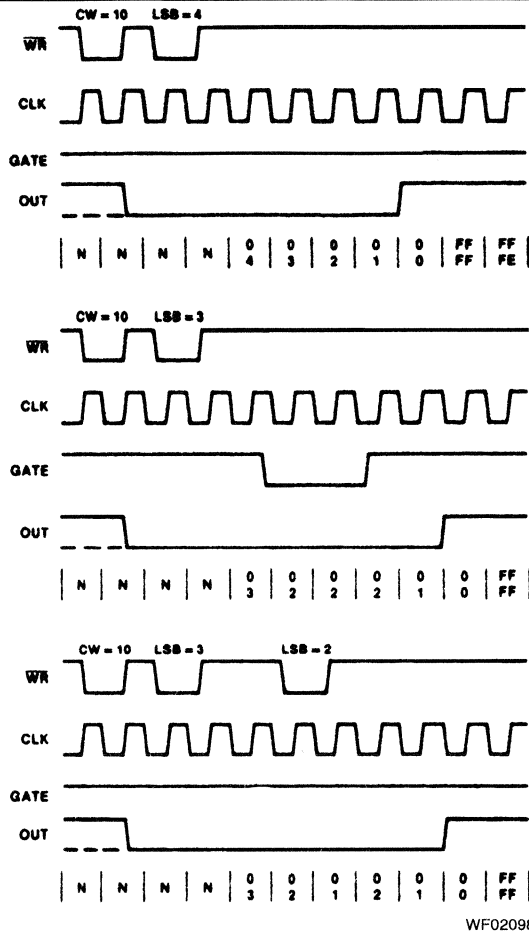 CW = 10 LSB = 4
WR
CLK
GATE
OUT
N N N N 0 0 0 0 0 FF FF
4 3 2 1 0 FF FE
CW = 10 LSB = 3
WR
CLK
GATE
OUT
N N N N 0 0 0 0 0 0 FF
3 2 2 2 1 0 FF
CW = 10 LSB = 3 LSB = 2
WR
CLK
GATE
OUT
N N N N 0 0 0 0 0 0 FF
3 2 1 2 1 0 FF
WF02098